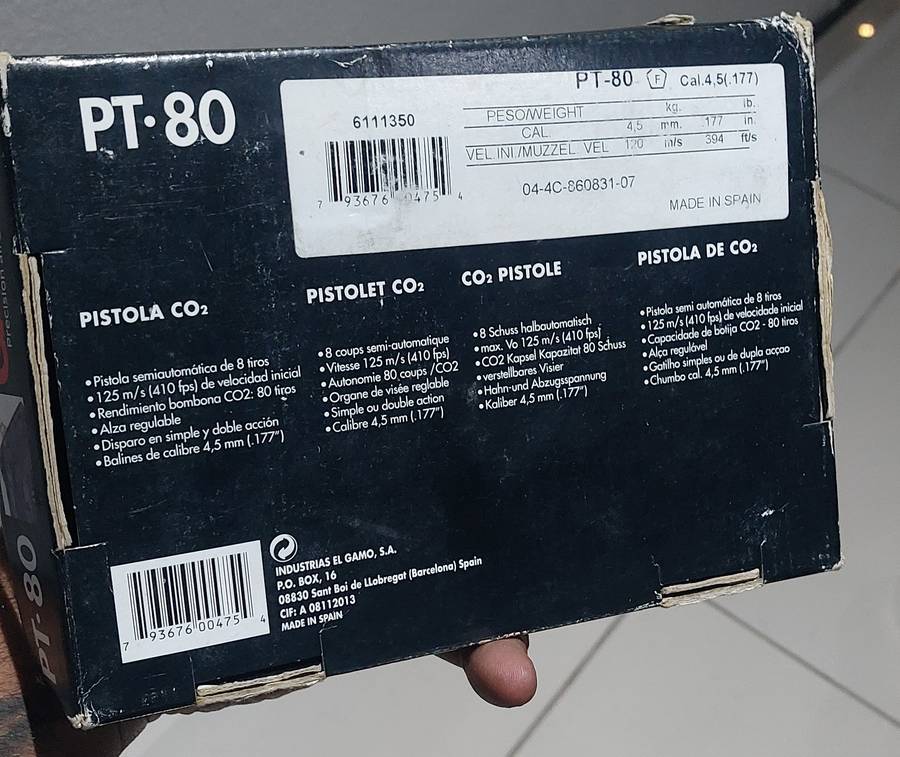 PT·80
PT-80 F Cal.4,5(.177)
6111350
kg. lb.
PESO/WEIGHT
CAL. 4,5 mm. .177 in.
VEL.INI./MUZZEL VEL 120 m/s 394 ft/s
7 93676 00475 4
04-4C-860831-07
MADE IN SPAIN
PISTOLA CO2
• Pistola semiautomática de 8 tiros
• 125 m/s (410 fps) de velocidad inicial
• Rendimiento bombona CO2: 80 tiros
• Alza regulable
• Disparo en simple y doble acción
• Balines de calibre 4,5 mm (.177")
PISTOLET CO2
• 8 coups semi-automatique
• Vitesse 125 m/s (410 fps)
• Autonomie 80 coups /CO2
• Organe de visée reglable
• Simple ou double action
• Calibre 4,5 mm (.177")
CO2 PISTOLE
• 8 Schuss halbautomatisch
• max. Vo 125 m/s (410 fps)
• CO2 Kapsel Kapazitat 80 Schuss
• verstellbares Visier
• Hahn-und Abzugsspannung
• Kaliber 4,5 mm (.177")
PISTOLA DE CO2
• Pistola semi automática de 8 tiros
• 125 m/s (410 fps) de velocidade inicial
• Capacidade de botija CO2 - 80 tiros
• Alça regulável
• Gatilho simples ou de dupla acçao
• Chumbo cal. 4,5 mm (.177")
7 93676 00475 4
INDUSTRIAS EL GAMO, S.A.
P.O. BOX, 16
08830 Sant Boi de LLobregat (Barcelona) Spain
CIF: A 08112013
MADE IN SPAIN
PT·80